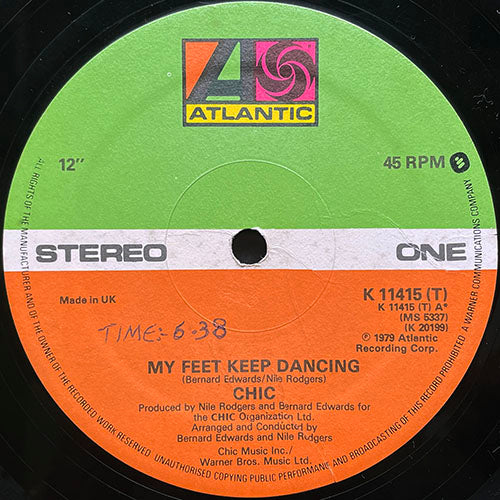 ATLANTIC
12"
45 RPM
STEREO
ONE
Made in UK
K 11415 (T)
K 11415 (T) A*
(MS 5337)
(K 20199)
℗ 1979 Atlantic
Recording Corp.
TIME: 6-38
MY FEET KEEP DANCING
(Bernard Edwards/Nile Rodgers)
CHIC
Produced by Nile Rodgers and Bernard Edwards for
the CHIC Organization Ltd.
Arranged and Conducted by
Bernard Edwards and Nile Rodgers
Chic Music Inc./
Warner Bros. Music Ltd.
ALL RIGHTS OF THE MANUFACTURER AND OF THE OWNER OF THE RECORDED WORK RESERVED UNAUTHORISED COPYING PUBLIC PERFORMANCE AND BROADCASTING OF THIS RECORD PROHIBITED A WARNER COMMUNICATIONS COMPANY